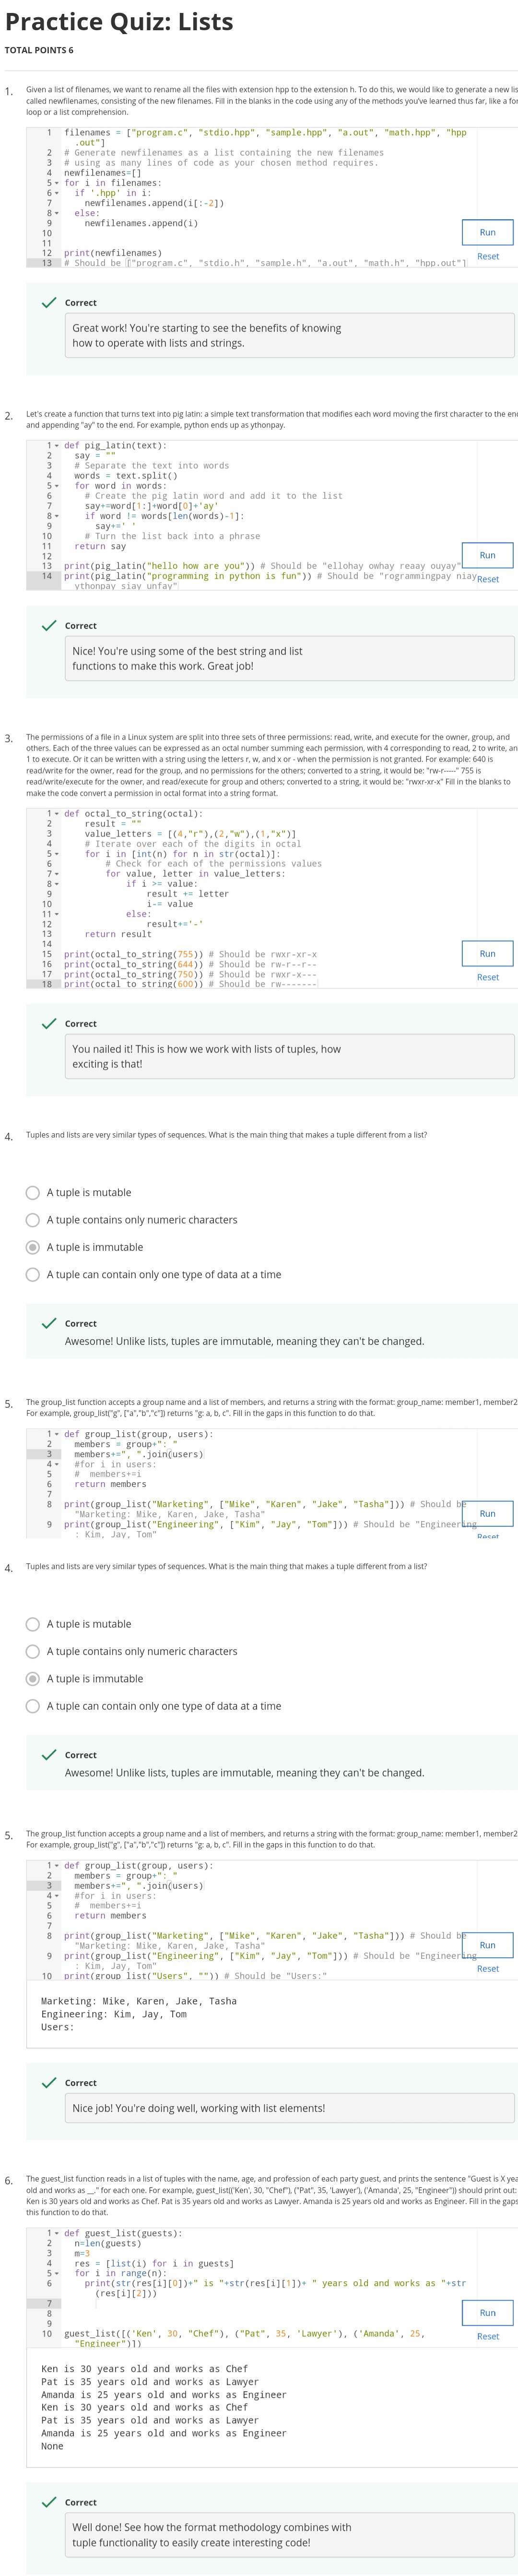 Practice Quiz: Lists
TOTAL POINTS 6
1. Given a list of filenames, we want to rename all the files with extension hpp to the extension h. To do this, we would like to generate a new lis
called newfilenames, consisting of the new filenames. Fill in the blanks in the code using any of the methods you've learned thus far, like a for
loop or a list comprehension.
1 filenames = ["program.c", "stdio.hpp", "sample.hpp", "a.out", "math.hpp", "hpp
.out"]
2 # Generate newfilenames as a list containing the new filenames
3 # using as many lines of code as your chosen method requires.
4 newfilenames=[]
5 for i in filenames:
6 if '.hpp' in i:
7 newfilenames.append(i[:-2])
8 else:
9 newfilenames.append(i)
10
11
12 print(newfilenames)
13 # Should be ["program.c", "stdio.h", "sample.h", "a.out", "math.h", "hpp.out"]
Run
Reset
Correct
Great work! You're starting to see the benefits of knowing
how to operate with lists and strings.
2. Let's create a function that turns text into pig latin: a simple text transformation that modifies each word moving the first character to the end
and appending "ay" to the end. For example, python ends up as ythonpay.
1 def pig_latin(text):
2 say = ""
3 # Separate the text into words
4 words = text.split()
5 for word in words:
6 # Create the pig latin word and add it to the list
7 say+=word[1:]+word[0]+'ay'
8 if word != words[len(words)-1]:
9 say+=' '
10 # Turn the list back into a phrase
11 return say
12
13 print(pig_latin("hello how are you")) # Should be "ellohay owhay reaay ouyay"
14 print(pig_latin("programming in python is fun")) # Should be "rogrammingpay niay
ythonpay siay unfay"
Run
Reset
Correct
Nice! You're using some of the best string and list
functions to make this work. Great job!
3. The permissions of a file in a Linux system are split into three sets of three permissions: read, write, and execute for the owner, group, and
others. Each of the three values can be expressed as an octal number summing each permission, with 4 corresponding to read, 2 to write, an
1 to execute. Or it can be written with a string using the letters r, w, and x or - when the permission is not granted. For example: 640 is
read/write for the owner, read for the group, and no permissions for the others; converted to a string, it would be: "rw-r-----" 755 is
read/write/execute for the owner, and read/execute for group and others; converted to a string, it would be: "rwxr-xr-x" Fill in the blanks to
make the code convert a permission in octal format into a string format.
1 def octal_to_string(octal):
2 result = ""
3 value_letters = [(4,"r"),(2,"w"),(1,"x")]
4 # Iterate over each of the digits in octal
5 for i in [int(n) for n in str(octal)]:
6 # Check for each of the permissions values
7 for value, letter in value_letters:
8 if i >= value:
9 result += letter
10 i-= value
11 else:
12 result+='-'
13 return result
14
15 print(octal_to_string(755)) # Should be rwxr-xr-x
16 print(octal_to_string(644)) # Should be rw-r--r--
17 print(octal_to_string(750)) # Should be rwxr-x---
18 print(octal_to_string(600)) # Should be rw-------
Run
Reset
Correct
You nailed it! This is how we work with lists of tuples, how
exciting is that!
4. Tuples and lists are very similar types of sequences. What is the main thing that makes a tuple different from a list?
A tuple is mutable
A tuple contains only numeric characters
A tuple is immutable
A tuple can contain only one type of data at a time
Correct
Awesome! Unlike lists, tuples are immutable, meaning they can't be changed.
5. The group_list function accepts a group name and a list of members, and returns a string with the format: group_name: member1, member2
For example, group_list("g", ["a","b","c"]) returns "g: a, b, c". Fill in the gaps in this function to do that.
1 def group_list(group, users):
2 members = group+": "
3 members+=", ".join(users)
4 #for i in users:
5 # members+=i
6 return members
7
8 print(group_list("Marketing", ["Mike", "Karen", "Jake", "Tasha"])) # Should be
"Marketing: Mike, Karen, Jake, Tasha"
9 print(group_list("Engineering", ["Kim", "Jay", "Tom"])) # Should be "Engineering
: Kim, Jay, Tom"
Run
Reset
4. Tuples and lists are very similar types of sequences. What is the main thing that makes a tuple different from a list?
A tuple is mutable
A tuple contains only numeric characters
A tuple is immutable
A tuple can contain only one type of data at a time
Correct
Awesome! Unlike lists, tuples are immutable, meaning they can't be changed.
5. The group_list function accepts a group name and a list of members, and returns a string with the format: group_name: member1, member2
For example, group_list("g", ["a","b","c"]) returns "g: a, b, c". Fill in the gaps in this function to do that.
1 def group_list(group, users):
2 members = group+": "
3 members+=", ".join(users)
4 #for i in users:
5 # members+=i
6 return members
7
8 print(group_list("Marketing", ["Mike", "Karen", "Jake", "Tasha"])) # Should be
"Marketing: Mike, Karen, Jake, Tasha"
9 print(group_list("Engineering", ["Kim", "Jay", "Tom"])) # Should be "Engineering
: Kim, Jay, Tom"
10 print(group_list("Users", "")) # Should be "Users:"
Run
Reset
Marketing: Mike, Karen, Jake, Tasha
Engineering: Kim, Jay, Tom
Users:
Correct
Nice job! You're doing well, working with list elements!
6. The guest_list function reads in a list of tuples with the name, age, and profession of each party guest, and prints the sentence "Guest is X yea
old and works as __." for each one. For example, guest_list(('Ken', 30, "Chef"), ("Pat", 35, 'Lawyer'), ('Amanda', 25, "Engineer")) should print out:
Ken is 30 years old and works as Chef. Pat is 35 years old and works as Lawyer. Amanda is 25 years old and works as Engineer. Fill in the gaps
this function to do that.
1 def guest_list(guests):
2 n=len(guests)
3 m=3
4 res = [list(i) for i in guests]
5 for i in range(n):
6 print(str(res[i][0])+" is "+str(res[i][1])+ " years old and works as "+str
(res[i][2]))
7
8
9
10 guest_list([('Ken', 30, "Chef"), ("Pat", 35, 'Lawyer'), ('Amanda', 25,
"Engineer")])
Run
Reset
Ken is 30 years old and works as Chef
Pat is 35 years old and works as Lawyer
Amanda is 25 years old and works as Engineer
Ken is 30 years old and works as Chef
Pat is 35 years old and works as Lawyer
Amanda is 25 years old and works as Engineer
None
Correct
Well done! See how the format methodology combines with
tuple functionality to easily create interesting code!